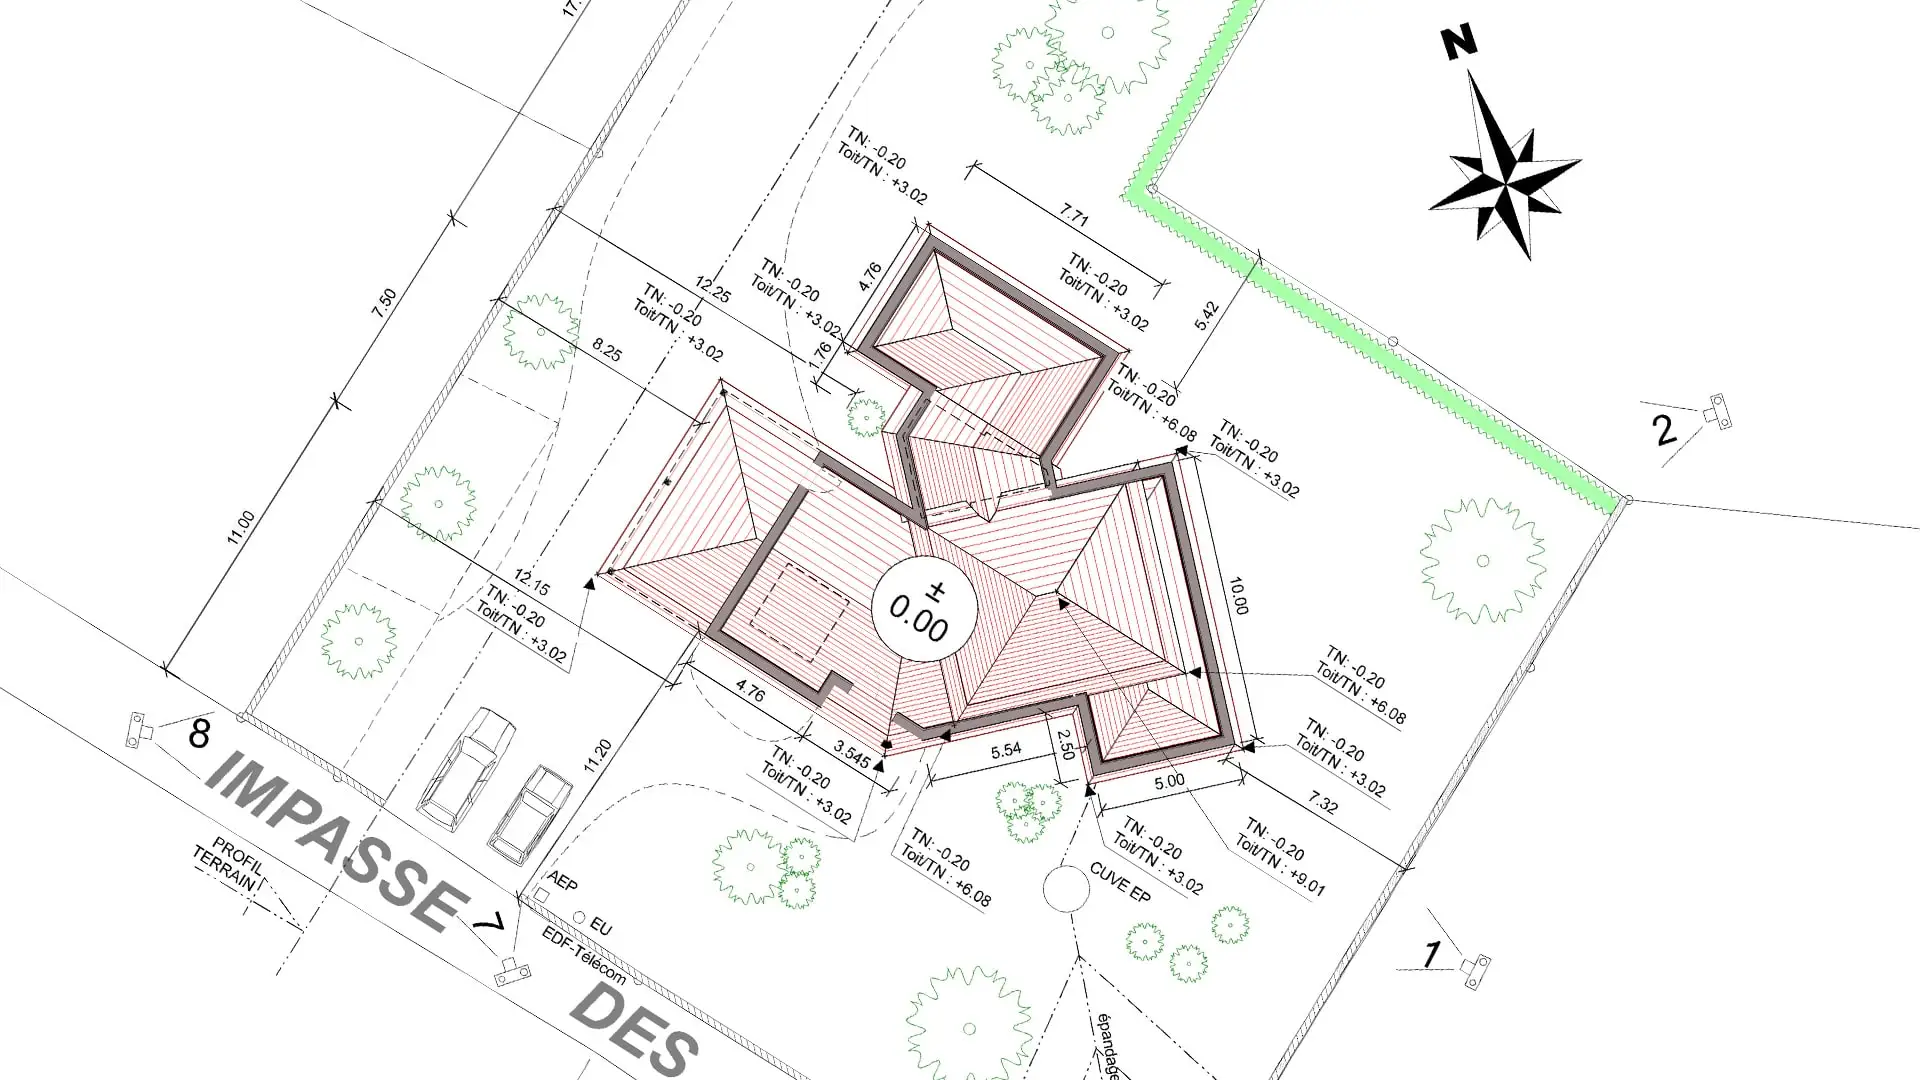 17.
N
TN: -0.20
Toit/TN : +3.02
7.71
TN: -0.20
Toit/TN : +3.02
4.76
TN: -0.20
Toit/TN : +3.02
12.25
TN: -0.20
Toit/TN : +3.02
7.50
5.42
8.25
1.76
TN: -0.20
Toit/TN : +6.08
TN: -0.20
Toit/TN : +3.02
2
11.00
12.15
TN: -0.20
Toit/TN : +3.02
±
0.00
10.00
TN: -0.20
Toit/TN : +6.08
4.76
11.20
3.545
5.54
2.50
5.00
TN: -0.20
Toit/TN : +3.02
7.32
8
TN: -0.20
Toit/TN : +3.02
TN: -0.20
Toit/TN : +6.08
TN: -0.20
Toit/TN : +3.02
TN: -0.20
Toit/TN : +9.01
IMPASSE
DES
PROFIL
TERRAIN
AEP
EU
EDF-Télécom
7
CUVE EP
1
épandage